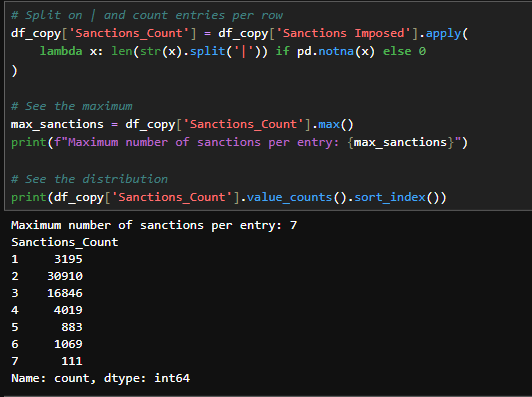 # Split on | and count entries per row
df_copy['Sanctions_Count'] = df_copy['Sanctions Imposed'].apply(
    lambda x: len(str(x).split('|')) if pd.notna(x) else 0
)

# See the maximum
max_sanctions = df_copy['Sanctions_Count'].max()
print(f"Maximum number of sanctions per entry: {max_sanctions}")

# See the distribution
print(df_copy['Sanctions_Count'].value_counts().sort_index())
Maximum number of sanctions per entry: 7
Sanctions_Count
1     3195
2    30910
3    16846
4     4019
5      883
6     1069
7      111
Name: count, dtype: int64